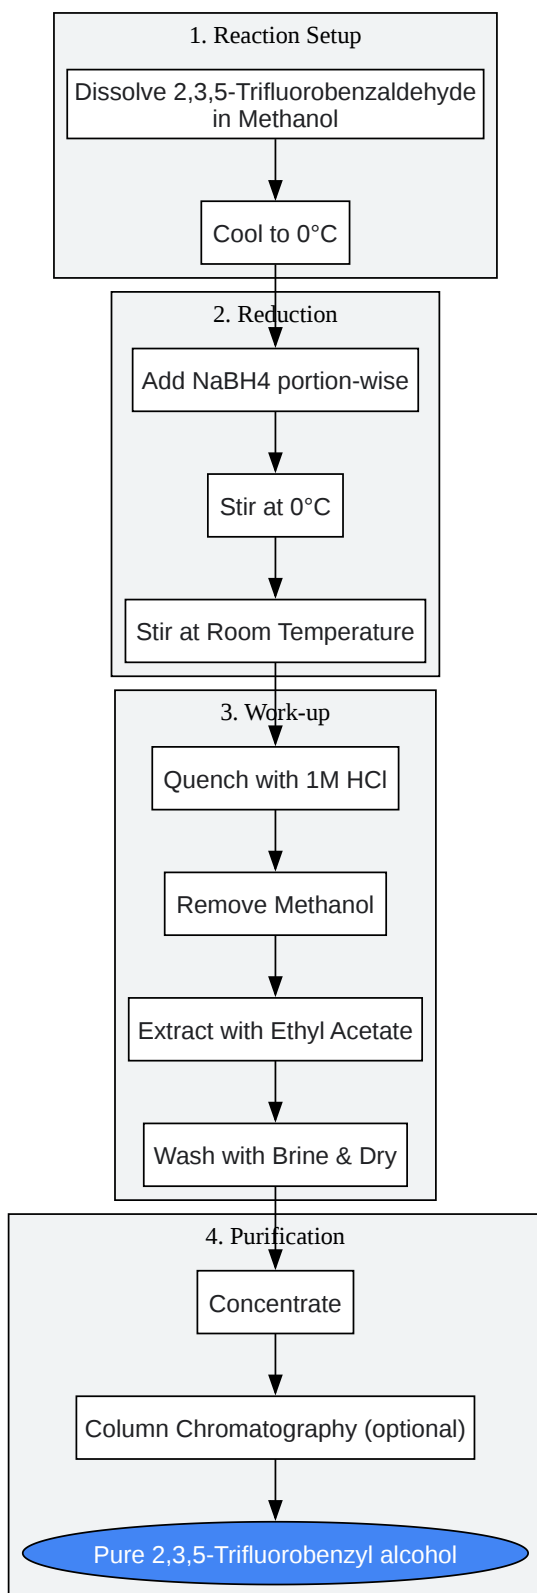 1. Reaction Setup
Dissolve 2,3,5-Trifluorobenzaldehyde
in Methanol
Cool to 0°C
2. Reduction
Add NaBH4 portion-wise
Stir at 0°C
Stir at Room Temperature
3. Work-up
Quench with 1M HCl
Remove Methanol
Extract with Ethyl Acetate
Wash with Brine & Dry
4. Purification
Concentrate
Column Chromatography (optional)
Pure 2,3,5-Trifluorobenzyl alcohol